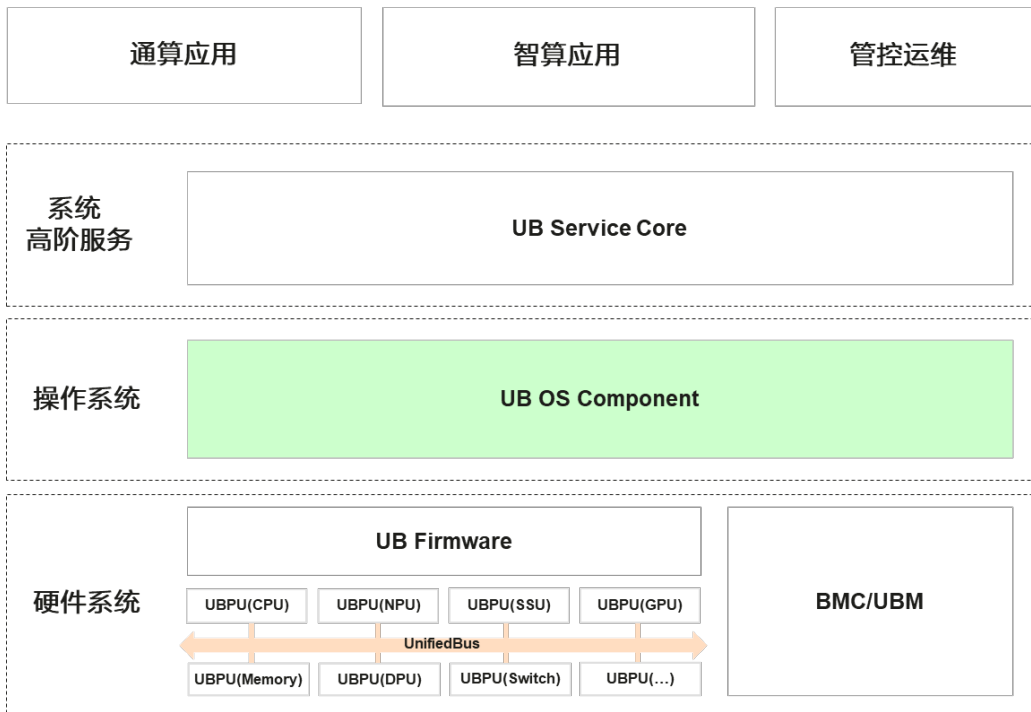 通算应用
智算应用
管控运维
系统
高阶服务
UB Service Core
操作系统
UB OS Component
硬件系统
UB Firmware
BMC/UBM
UBPU(CPU)
UBPU(NPU)
UBPU(SSU)
UBPU(GPU)
UnifiedBus
UBPU(Memory)
UBPU(DPU)
UBPU(Switch)
UBPU(…)